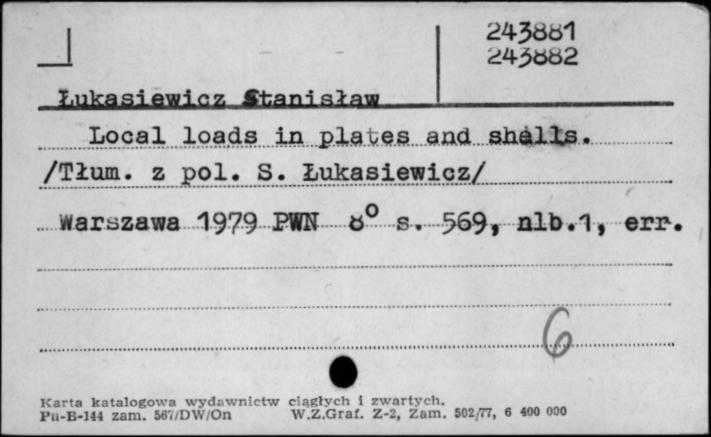 243881
243882
Łukasiewicz Stanisław
Local loads in plates and shells.
/Tłum. z pol. S. Łukasiewicz/
Warszawa 1979 PWN 8° s. 569, nlb.1, err.
6
Karta katalogowa wydawnictw ciągłych i zwartych.
Pu-B-144 zam. 567/DW/On W.Z.Graf. Z-2, Zam. 502/77, 6 400 000